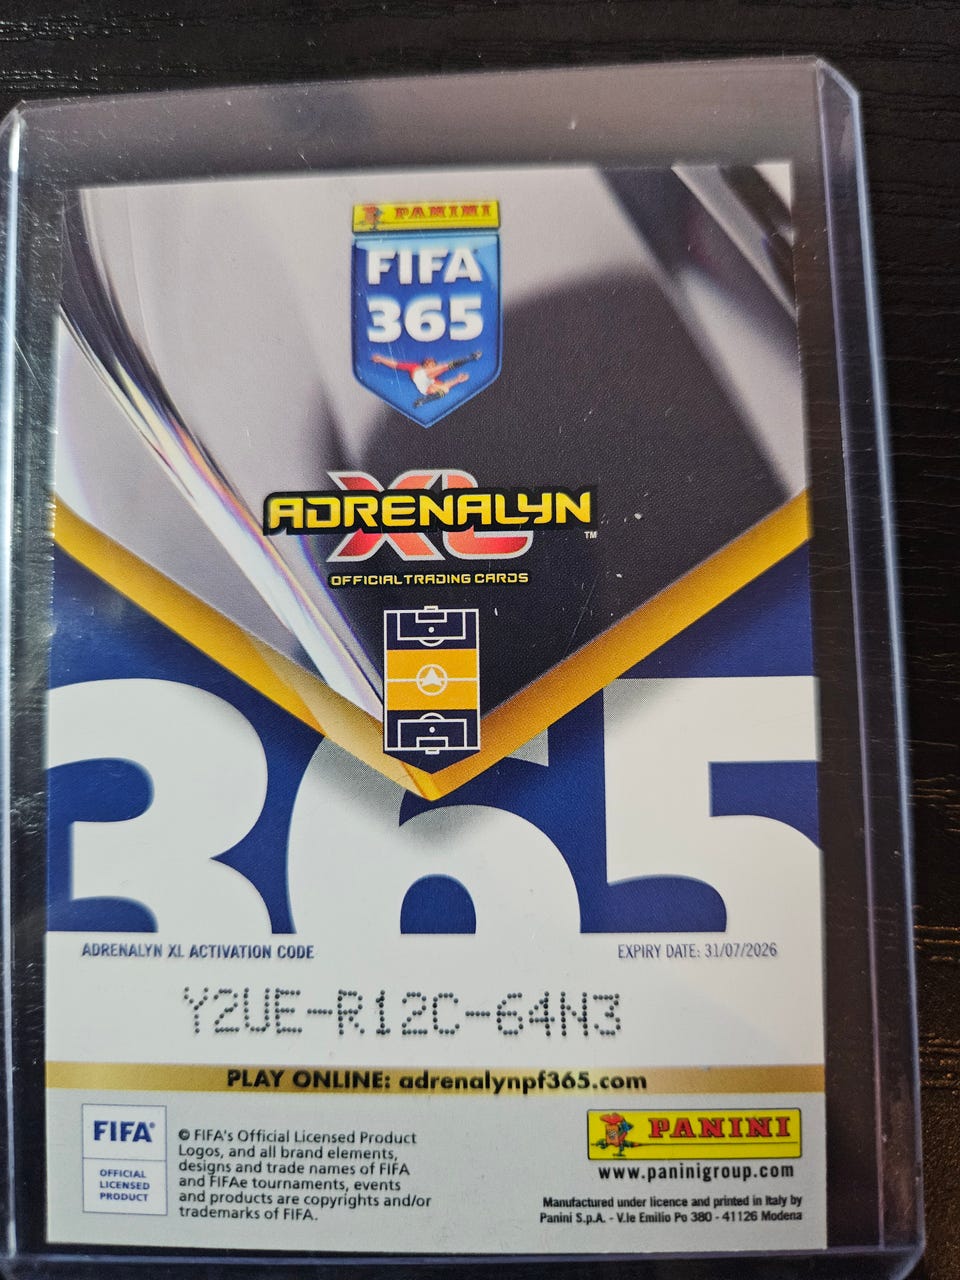 PANINI
FIFA
365
XL
ADRENALYN
™
OFFICIAL TRADING CARDS
365
ADRENALYN XL ACTIVATION CODE
EXPIRY DATE: 31/07/2026
Y2UE-R12C-64N3
PLAY ONLINE: adrenalynpf365.com
FIFA®
OFFICIAL
LICENSED
PRODUCT
© FIFA's Official Licensed Product
Logos, and all brand elements,
designs and trade names of FIFA
and FIFAe tournaments, events
and products are copyrights and/or
trademarks of FIFA.
PANINI
www.paninigroup.com
Manufactured under licence and printed in Italy by
Panini S.p.A. - V.le Emilio Po 380 - 41126 Modena